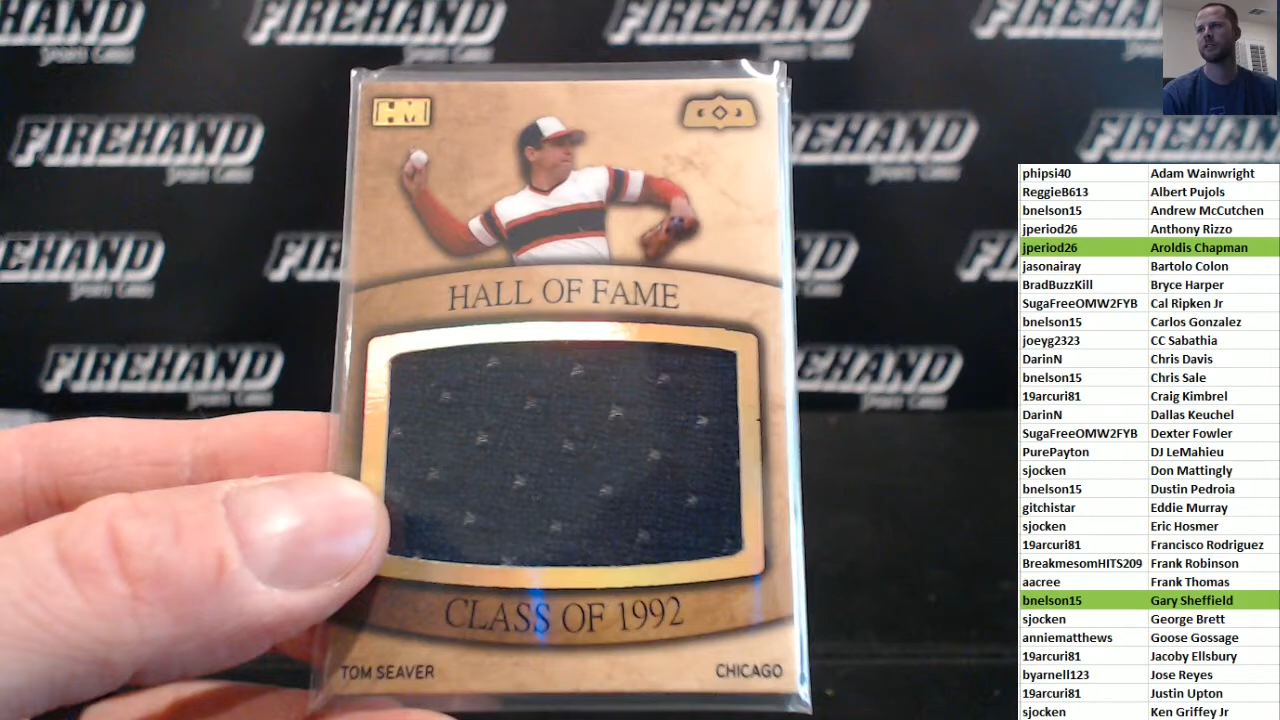 FIREHAND
SPORTS CARDS
HM
HALL OF FAME
CLASS OF 1992
TOM SEAVER
CHICAGO
phipsi40 Adam Wainwright
ReggieB613 Albert Pujols
bnelson15 Andrew McCutchen
jperiod26 Anthony Rizzo
jperiod26 Aroldis Chapman
jasonairay Bartolo Colon
BradBuzzKill Bryce Harper
SugaFreeOMW2FYB Cal Ripken Jr
bnelson15 Carlos Gonzalez
joeyg2323 CC Sabathia
DarinN Chris Davis
bnelson15 Chris Sale
19arcuri81 Craig Kimbrel
DarinN Dallas Keuchel
SugaFreeOMW2FYB Dexter Fowler
PurePayton DJ LeMahieu
sjocken Don Mattingly
bnelson15 Dustin Pedroia
gitchistar Eddie Murray
sjocken Eric Hosmer
19arcuri81 Francisco Rodriguez
BreakmesomHITS209 Frank Robinson
aacree Frank Thomas
bnelson15 Gary Sheffield
sjocken George Brett
anniematthews Goose Gossage
19arcuri81 Jacoby Ellsbury
byarnell123 Jose Reyes
19arcuri81 Justin Upton
sjocken Ken Griffey Jr